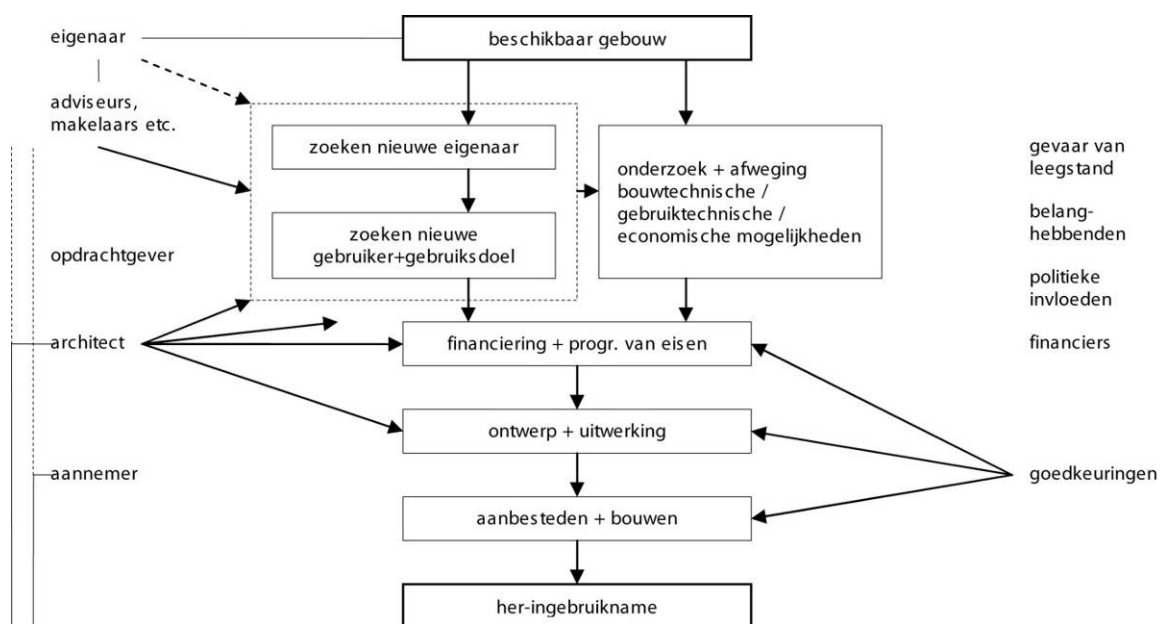 eigenaar
beschikbaar gebouw
adviseurs,
makelaars etc.
zoeken nieuwe eigenaar
zoeken nieuwe
gebruiker+gebruiksdoel
onderzoek + afweging
bouwtechnische /
gebruiktechnische /
economische mogelijkheden
gevaar van
leegstand
belang-
hebbenden
politieke
invloeden
financiers
opdrachtgever
architect
financiering + progr. van eisen
ontwerp + uitwerking
aannemer
goedkeuringen
aanbesteden + bouwen
her-ingebruikname